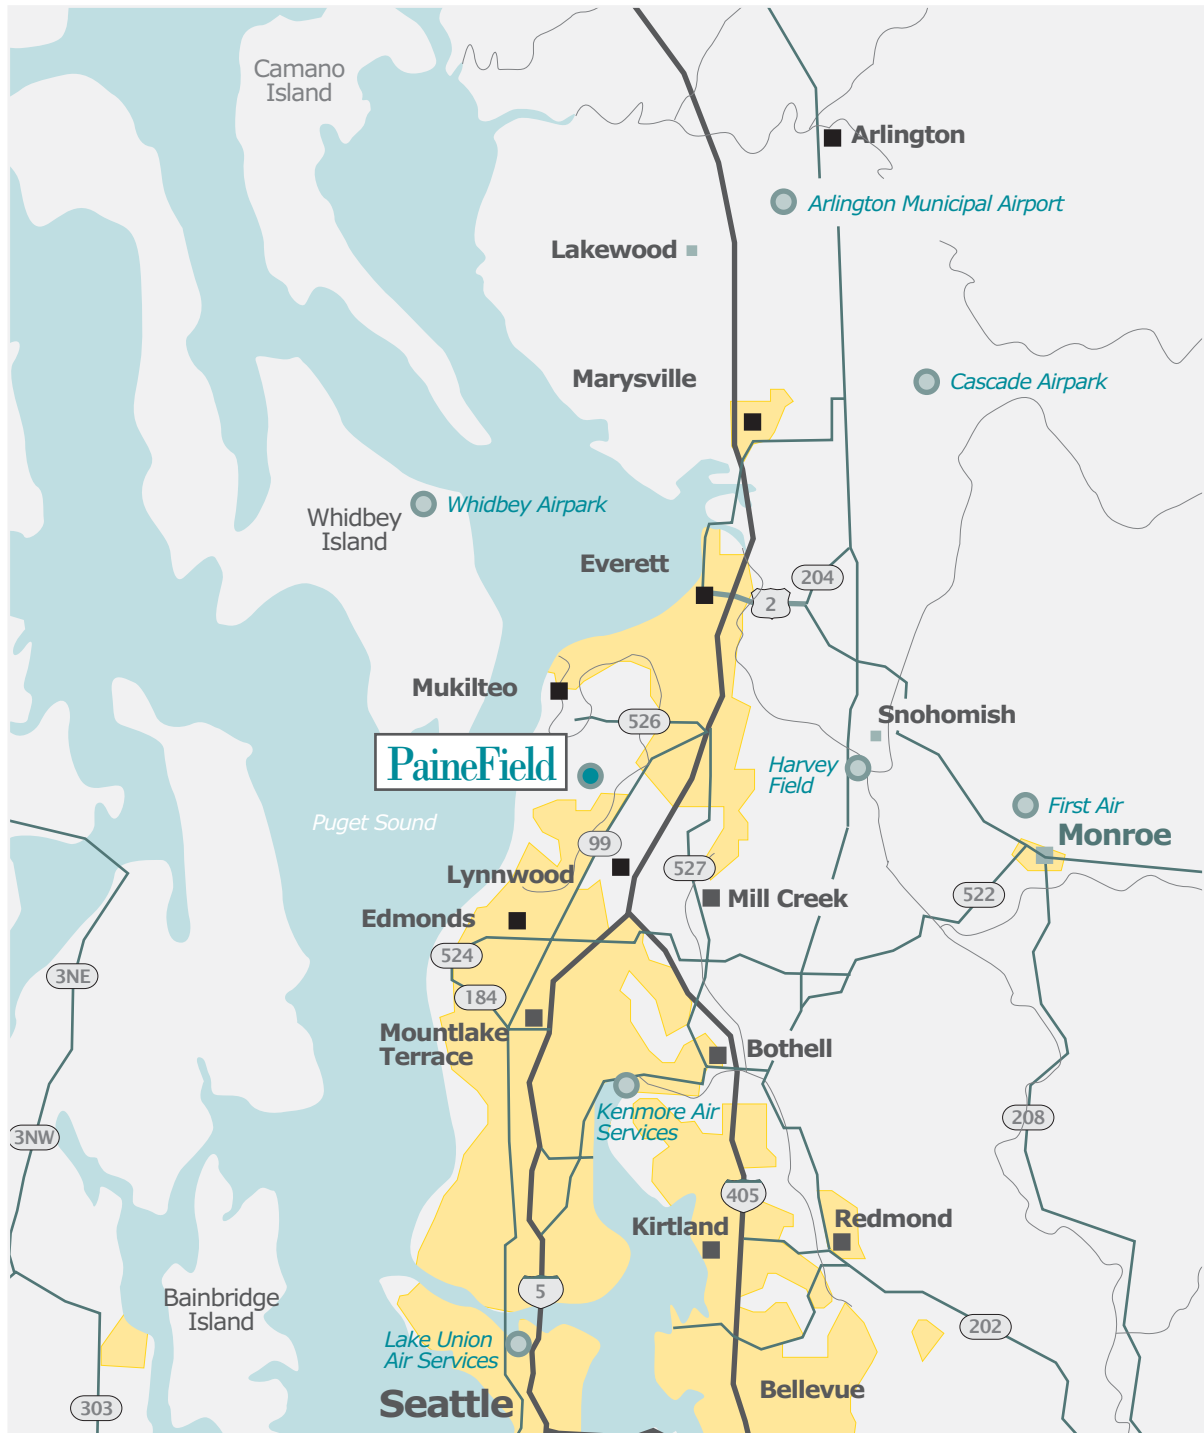 Camano
Island
Arlington
Arlington Municipal Airport
Lakewood
Marysville
Cascade Airpark
Whidbey Airpark
Whidbey
Island
Everett
204
2
Mukilteo
526
Snohomish
PaineField
Harvey
Field
First Air
Puget Sound
Monroe
99
Lynnwood
527
Mill Creek
522
Edmonds
524
3NE
184
Mountlake
Terrace
Bothell
Kenmore Air
Services
208
3NW
405
Kirtland
Redmond
5
Bainbridge
Island
202
Lake Union
Air Services
Bellevue
Seattle
303